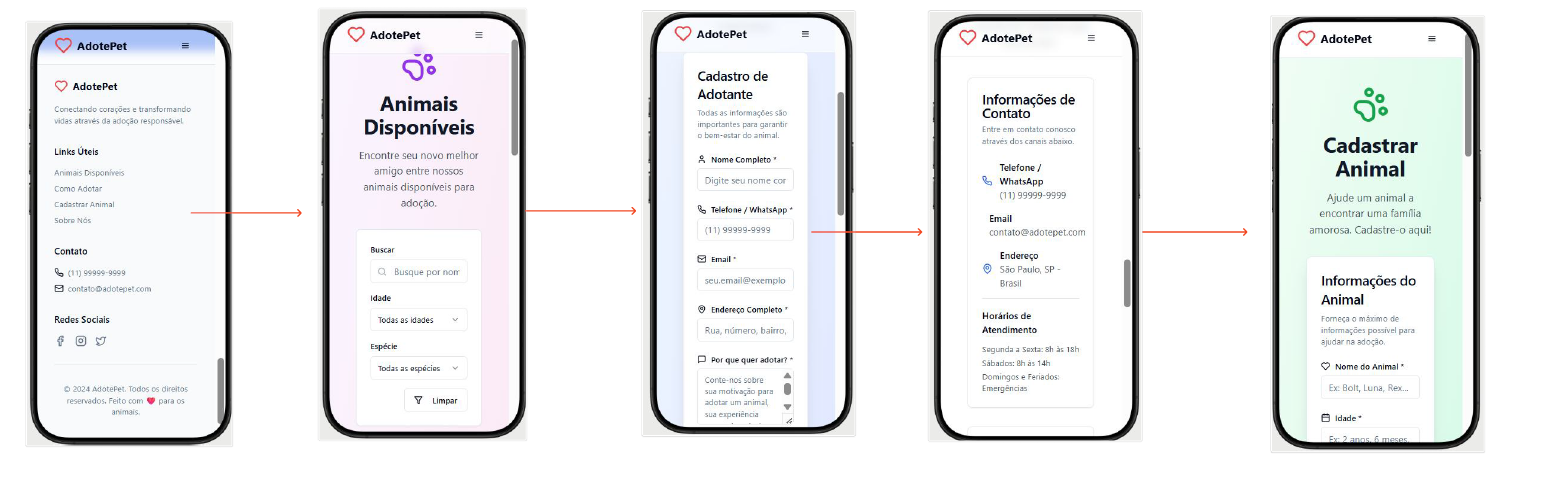 AdotePet
AdotePet
Conectando corações e transformando
vidas através da adoção responsável.
Links Úteis
Animais Disponíveis
Como Adotar
Cadastrar Animal
Sobre Nós
Contato
(11) 99999-9999
contato@adotepet.com
Redes Sociais
© 2024 AdotePet. Todos os direitos
reservados. Feito com ❤️ para os
animais.
AdotePet
Animais
Disponíveis
Encontre seu novo melhor
amigo entre nossos
animais disponíveis para
adoção.
Buscar
Busque por nom
Idade
Todas as idades
Espécie
Todas as espécies
Limpar
AdotePet
Cadastro de
Adotante
Todas as informações são
importantes para garantir
o bem-estar do animal.
Nome Completo *
Digite seu nome cor
Telefone / WhatsApp *
(11) 99999-9999
Email *
seu.email@exemplo
Endereço Completo *
Rua, número, bairro,
Por que quer adotar? *
Conte-nos sobre
sua motivação para
adotar um animal,
sua experiência
AdotePet
Informações de
Contato
Entre em contato conosco
através dos canais abaixo.
Telefone /
WhatsApp
(11) 99999-9999
Email
contato@adotepet.com
Endereço
São Paulo, SP -
Brasil
Horários de
Atendimento
Segunda a Sexta: 8h às 18h
Sábados: 8h às 14h
Domingos e Feriados:
Emergências
AdotePet
Cadastrar
Animal
Ajude um animal a
encontrar uma família
amorosa. Cadastre-o aqui!
Informações do
Animal
Forneça o máximo de
informações possível para
ajudar na adoção.
Nome do Animal *
Ex: Bolt, Luna, Rex...
Idade *
Ex: 2 anos, 6 meses,